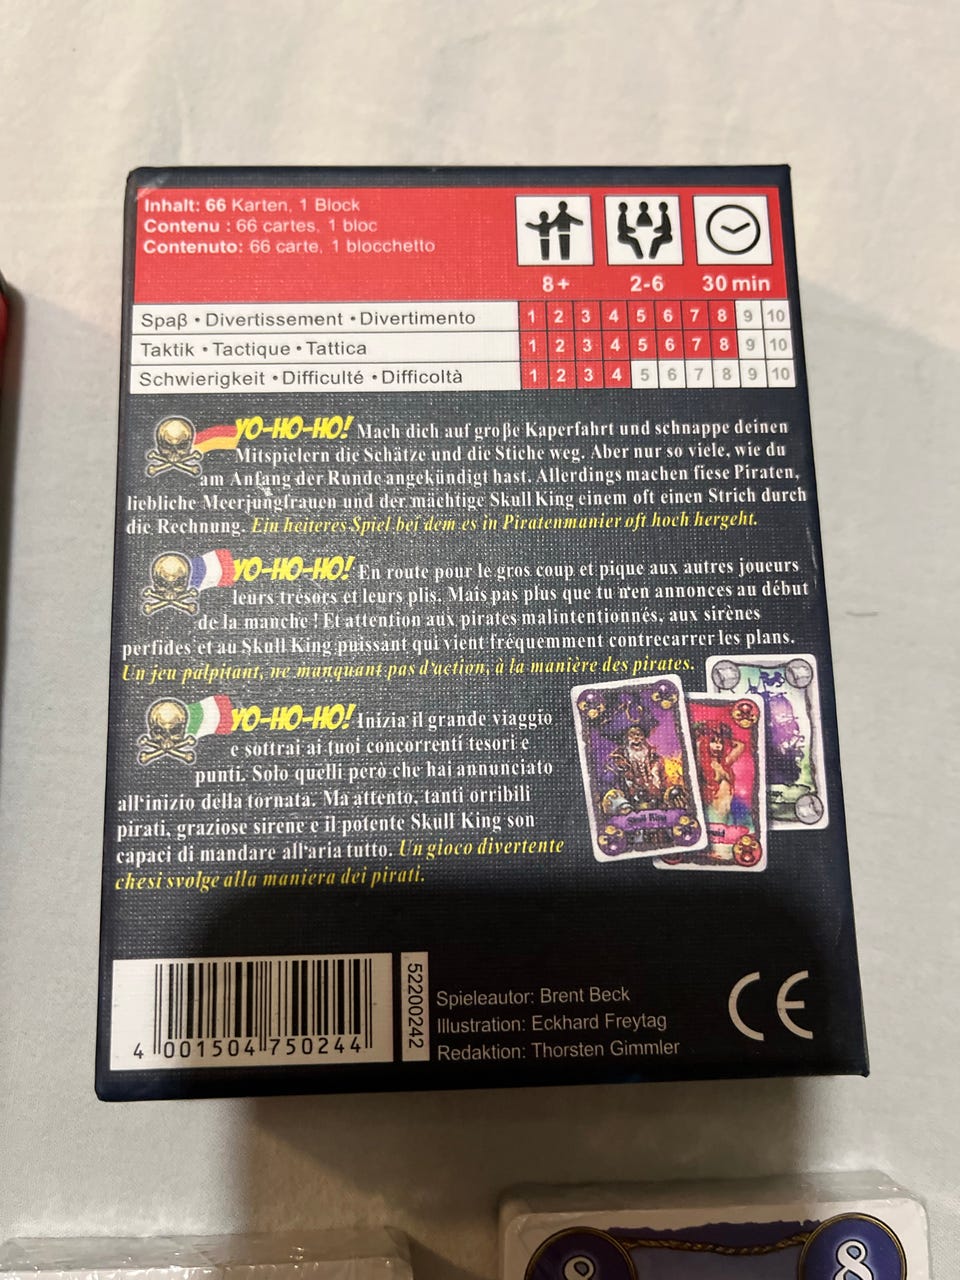 Inhalt: 66 Karten, 1 Block
Contenu : 66 cartes, 1 bloc
Contenuto: 66 carte, 1 blocchetto
8+ 2-6 30 min
Spaβ • Divertissement • Divertimento 1 2 3 4 5 6 7 8 9 10
Taktik • Tactique • Tattica 1 2 3 4 5 6 7 8 9 10
Schwierigkeit • Difficulté • Difficoltà 1 2 3 4 5 6 7 8 9 10
YO-HO-HO! Mach dich auf große Kaperfahrt und schnappe deinen
Mitspielern die Schätze und die Stiche weg. Aber nur so viele, wie du
am Anfang der Runde angekündigt hast. Allerdings machen fiese Piraten,
liebliche Meerjungfrauen und der mächtige Skull King einem oft einen Strich durch
die Rechnung. Ein heiteres Spiel bei dem es in Piratenmanier oft hoch hergeht.
YO-HO-HO! En route pour le gros coup et pique aux autres joueurs
leurs trésors et leurs plis. Mais pas plus que tu n'en annonces au début
de la manche ! Et attention aux pirates malintentionnés, aux sirènes
perfides et au Skull King puissant qui vient fréquemment contrecarrer les plans.
Un jeu palpitant, ne manquant pas d'action, à la manière des pirates.
YO-HO-HO! Inizia il grande viaggio
e sottrai ai tuoi concorrenti tesori e
punti. Solo quelli però che hai annunciato
all'inizio della tornata. Ma attento, tanti orribili
pirati, graziose sirene e il potente Skull King son
capaci di mandare all'aria tutto. Un gioco divertente
chesi svolge alla maniera dei pirati.
Skull King
4 001504 750244
52200242
Spieleautor: Brent Beck
Illustration: Eckhard Freytag
Redaktion: Thorsten Gimmler
CE
8 8